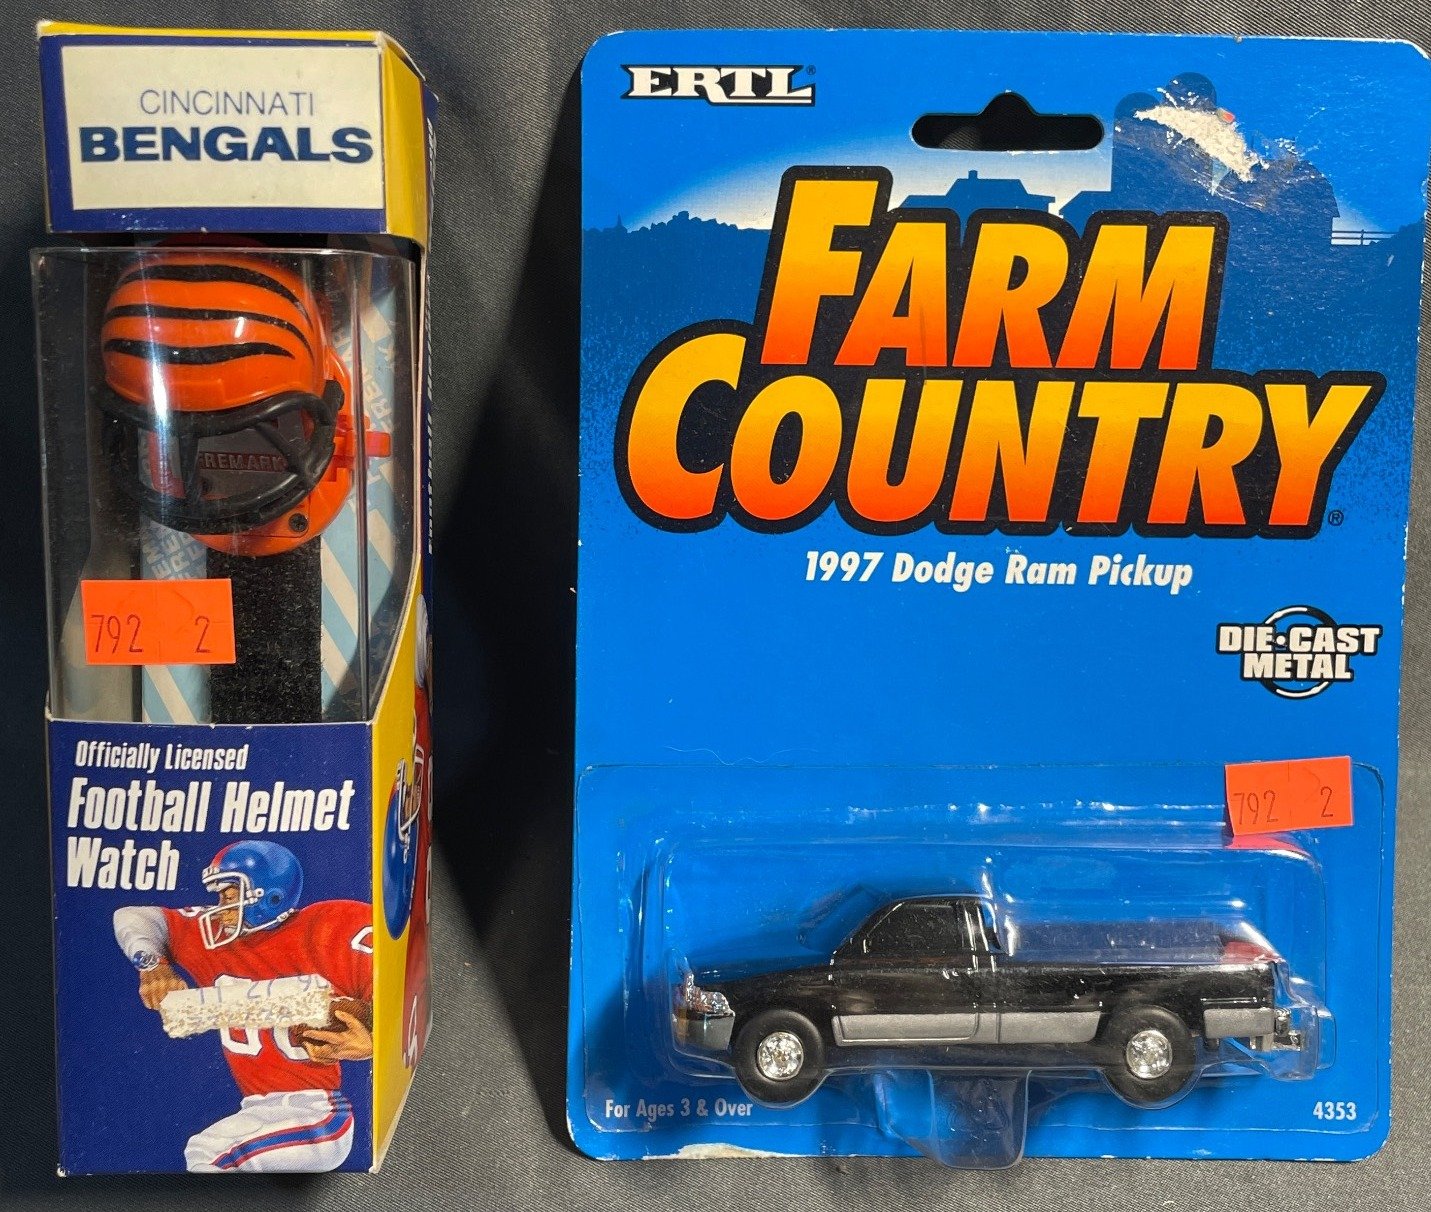 CINCINNATI
BENGALS
FREMARK
792 2
Officially Licensed
Football Helmet
Watch
ERTL®
FARM
COUNTRY®
1997 Dodge Ram Pickup
DIE•CAST
METAL
792 2
For Ages 3 & Over
4353